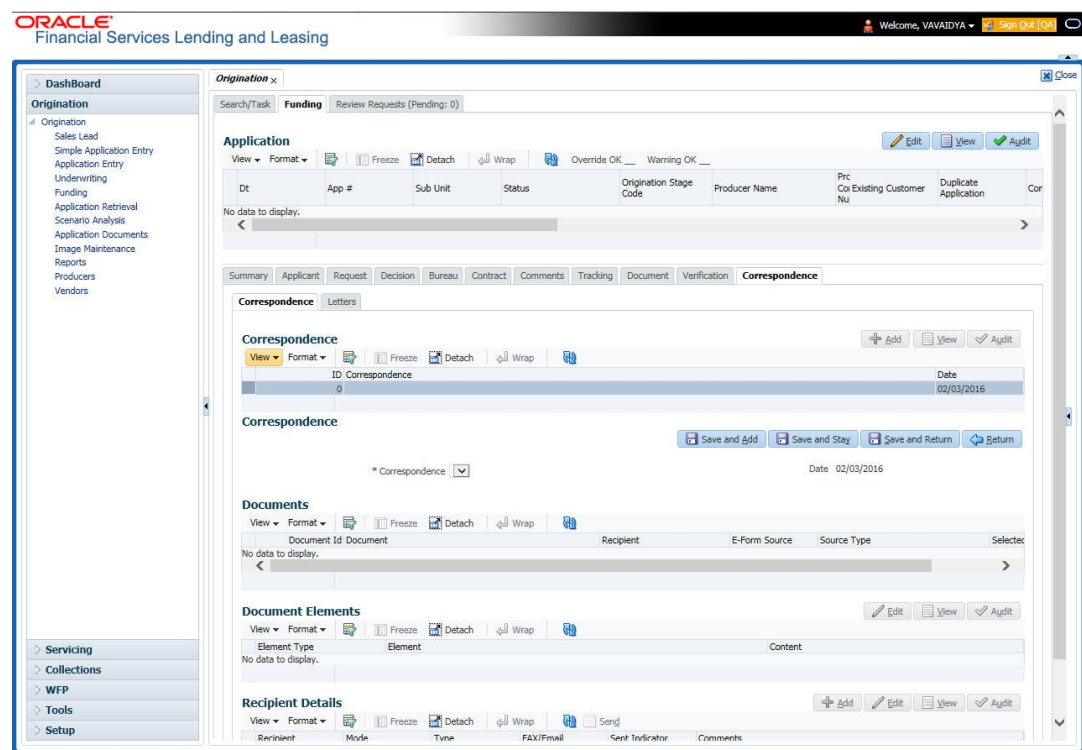 ORACLE
Financial Services Lending and Leasing
Welcome, VAVAIDYA
Sign Out [QA]
Close
DashBoard
Origination
Origination
Sales Lead
Simple Application Entry
Application Entry
Underwriting
Funding
Application Retrieval
Scenario Analysis
Application Documents
Image Maintenance
Reports
Producers
Vendors
Servicing
Collections
WFP
Tools
Setup
Origination x
Search/Task Funding Review Requests (Pending: 0)
Application
Edit View Audit
View Format Freeze Detach Wrap Override OK __ Warning OK __
Dt App # Sub Unit Status Origination Stage Code Producer Name Prc Coi Nu Existing Customer Duplicate Application Cor
No data to display.
Summary Applicant Request Decision Bureau Contract Comments Tracking Document Verification Correspondence
Correspondence Letters
Correspondence
Add View Audit
View Format Freeze Detach Wrap
ID Correspondence Date
0 02/03/2016
Correspondence
Save and Add Save and Stay Save and Return Return
* Correspondence Date 02/03/2016
Documents
View Format Freeze Detach Wrap
Document Id Document Recipient E-Form Source Source Type Selected
No data to display.
Document Elements
Edit View Audit
View Format Freeze Detach Wrap
Element Type Element Content
No data to display.
Recipient Details
Add Edit View Audit
View Format Freeze Detach Wrap Send
Recipient Mode Type FAX/Email Sent Indicator Comments